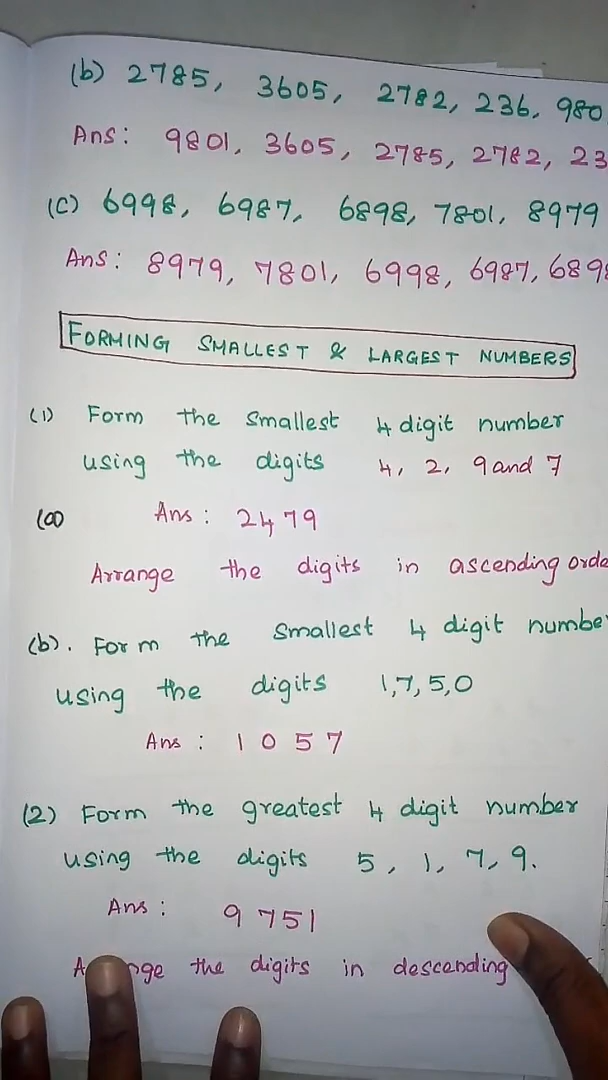 (b) 2785, 3605, 2782, 236, 980
Ans: 9801, 3605, 2785, 2782, 23
(C) 6998, 6987, 6898, 7801, 8979
Ans: 8979, 7801, 6998, 6987, 689
FORMING SMALLEST & LARGEST NUMBERS
(1) Form the smallest 4 digit number
using the digits 4, 2, 9 and 7
(a) Ans: 2479
Arrange the digits in ascending orde
(b). Form the smallest 4 digit numbe
using the digits 1,7,5,0
Ans: 1057
(2) Form the greatest 4 digit number
using the digits 5, 1, 7, 9.
Ans: 9751
the digits in descending